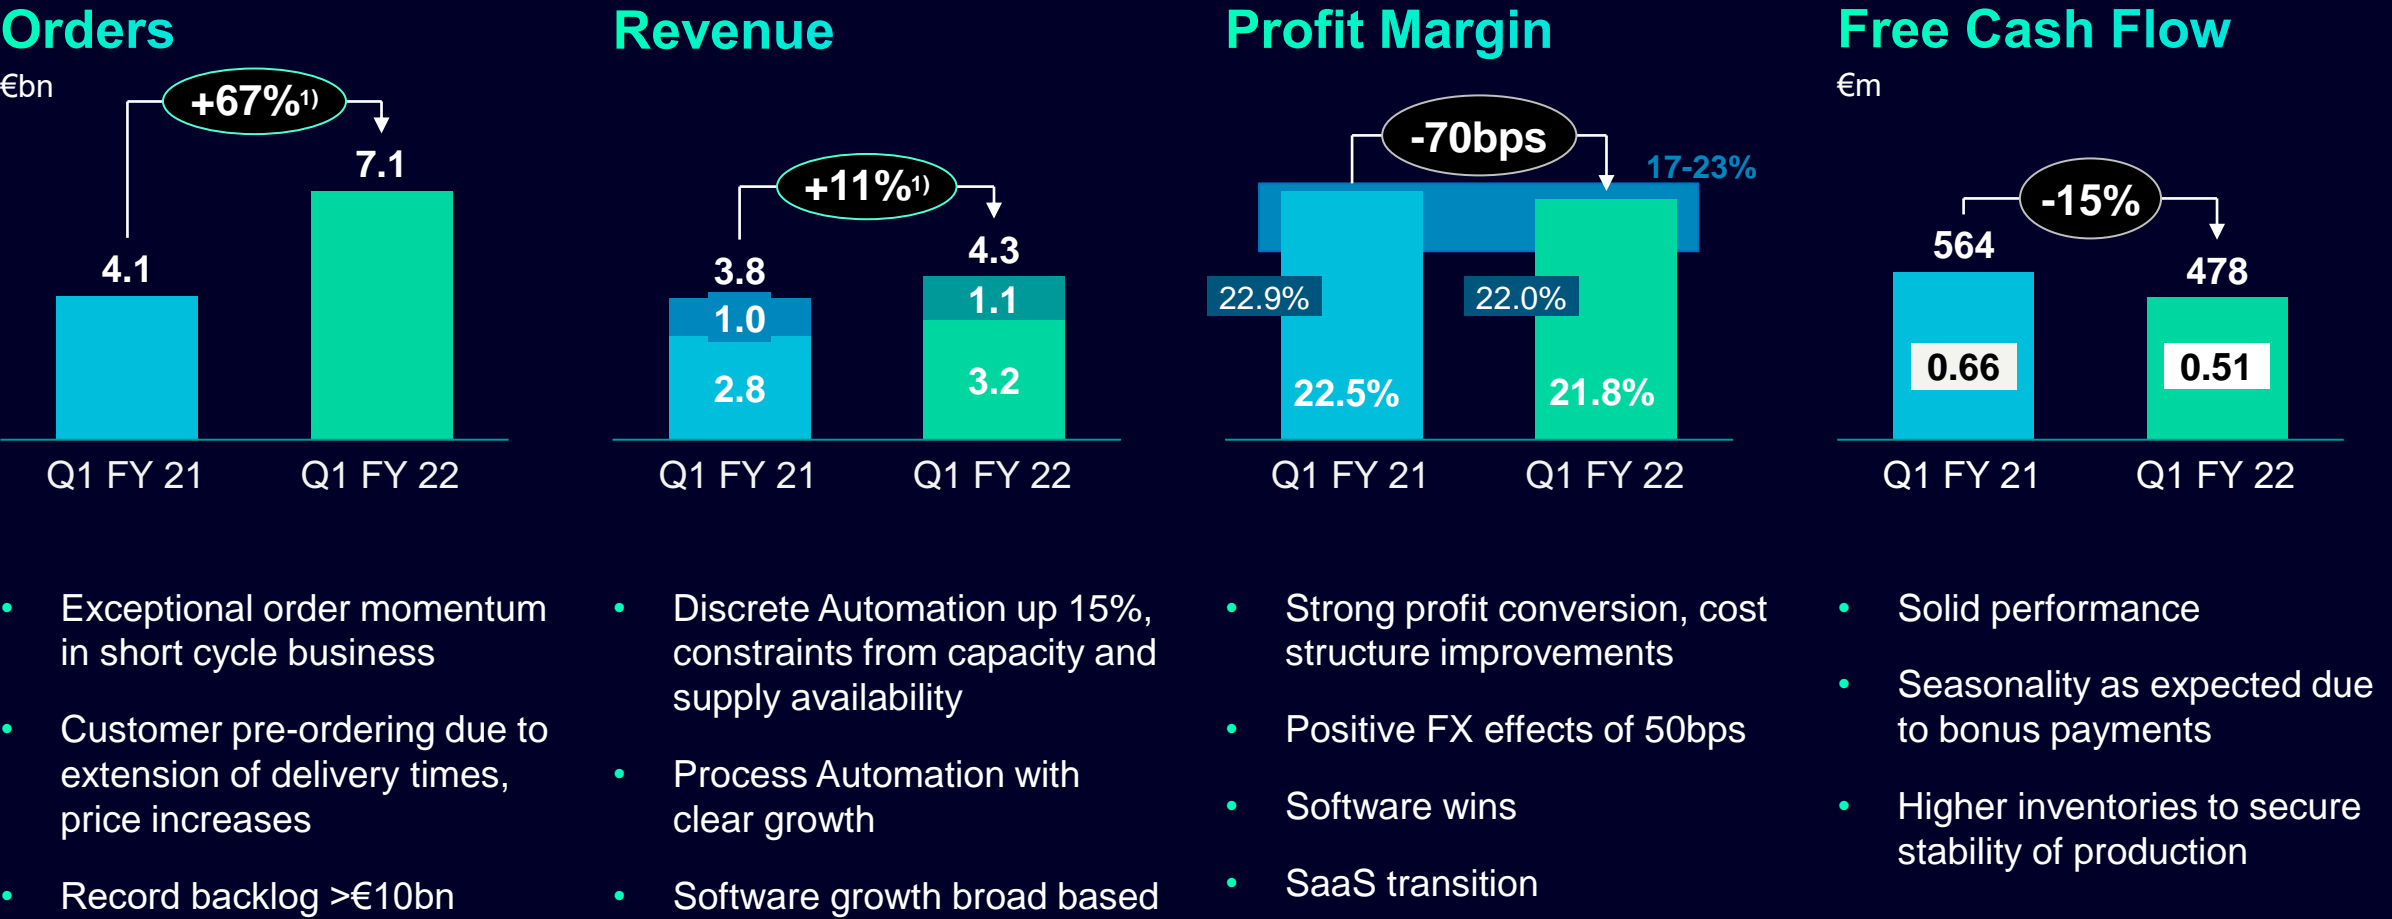 Orders
€bn
+67%1)
7.1
4.1
Q1 FY 21
Q1 FY 22
• Exceptional order momentum
in short cycle business
• Customer pre-ordering due to
extension of delivery times,
price increases
• Record backlog >€10bn
Revenue
+11%1)
4.3
3.8
1.1
1.0
3.2
2.8
Q1 FY 21
Q1 FY 22
• Discrete Automation up 15%,
constraints from capacity and
supply availability
• Process Automation with
clear growth
• Software growth broad based
Profit Margin
-70bps
17-23%
22.9%
22.0%
22.5%
21.8%
Q1 FY 21
Q1 FY 22
• Strong profit conversion, cost
structure improvements
• Positive FX effects of 50bps
• Software wins
• SaaS transition
Free Cash Flow
€m
-15%
564
478
0.66
0.51
Q1 FY 21
Q1 FY 22
• Solid performance
• Seasonality as expected due
to bonus payments
• Higher inventories to secure
stability of production